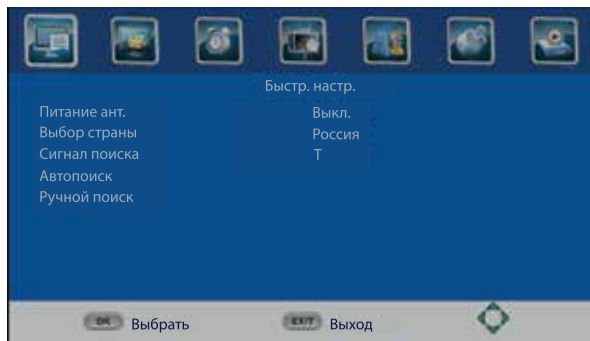 Быстр. настр.
Питание ант. Выкл.
Выбор страны Россия
Сигнал поиска T
Автопоиск
Ручной поиск
OK Выбрать EXIT Выход